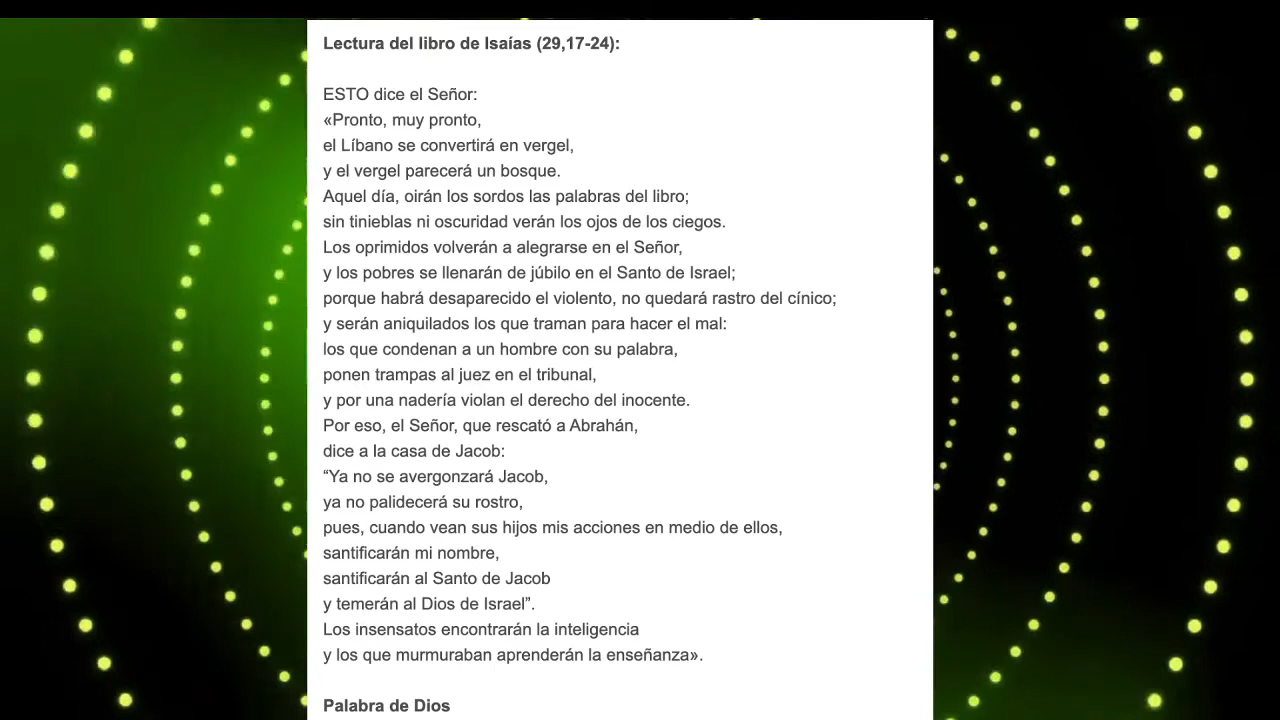 Lectura del libro de Isaías (29,17-24):
ESTO dice el Señor:
«Pronto, muy pronto,
el Líbano se convertirá en vergel,
y el vergel parecerá un bosque.
Aquel día, oirán los sordos las palabras del libro;
sin tinieblas ni oscuridad verán los ojos de los ciegos.
Los oprimidos volverán a alegrarse en el Señor,
y los pobres se llenarán de júbilo en el Santo de Israel;
porque habrá desaparecido el violento, no quedará rastro del cínico;
y serán aniquilados los que traman para hacer el mal:
los que condenan a un hombre con su palabra,
ponen trampas al juez en el tribunal,
y por una nadería violan el derecho del inocente.
Por eso, el Señor, que rescató a Abrahán,
dice a la casa de Jacob:
“Ya no se avergonzará Jacob,
ya no palidecerá su rostro,
pues, cuando vean sus hijos mis acciones en medio de ellos,
santificarán mi nombre,
santificarán al Santo de Jacob
y temerán al Dios de Israel”.
Los insensatos encontrarán la inteligencia
y los que murmuraban aprenderán la enseñanza».
Palabra de Dios